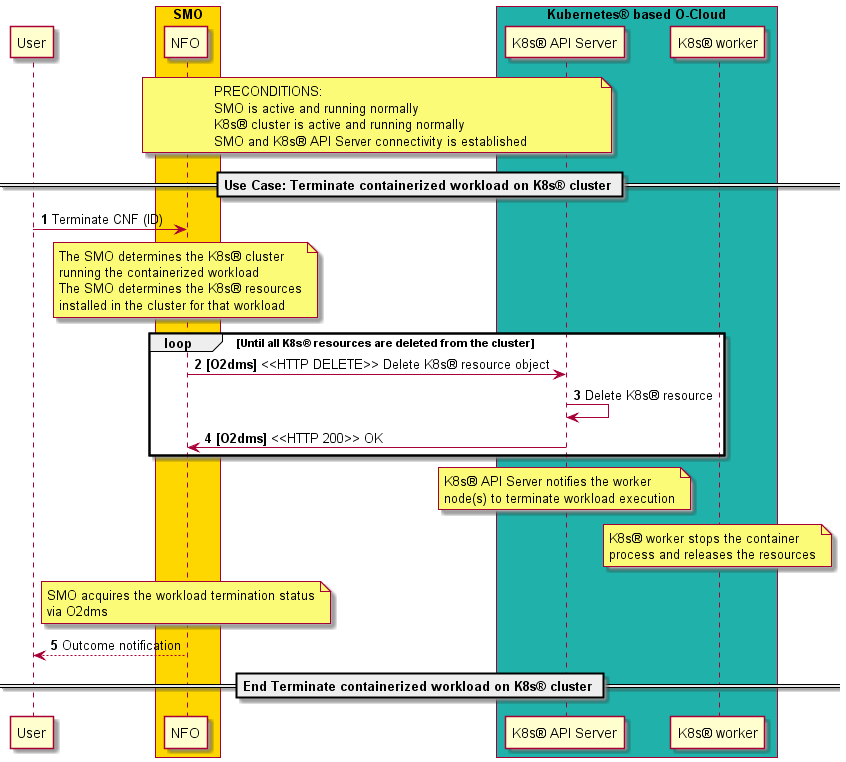 SMO
Kubernetes® based O-Cloud
User
NFO
K8s® API Server
K8s® worker
PRECONDITIONS:
SMO is active and running normally
K8s® cluster is active and running normally
SMO and K8s® API Server connectivity is established
Use Case: Terminate containerized workload on K8s® cluster
1 Terminate CNF (ID)
The SMO determines the K8s® cluster
running the containerized workload
The SMO determines the K8s® resources
installed in the cluster for that workload
loop [Until all K8s® resources are deleted from the cluster]
2 [O2dms] <<HTTP DELETE>> Delete K8s® resource object
3 Delete K8s® resource
4 [O2dms] <<HTTP 200>> OK
K8s® API Server notifies the worker
node(s) to terminate workload execution
K8s® worker stops the container
process and releases the resources
SMO acquires the workload termination status
via O2dms
5 Outcome notification
End Terminate containerized workload on K8s® cluster
User
NFO
K8s® API Server
K8s® worker